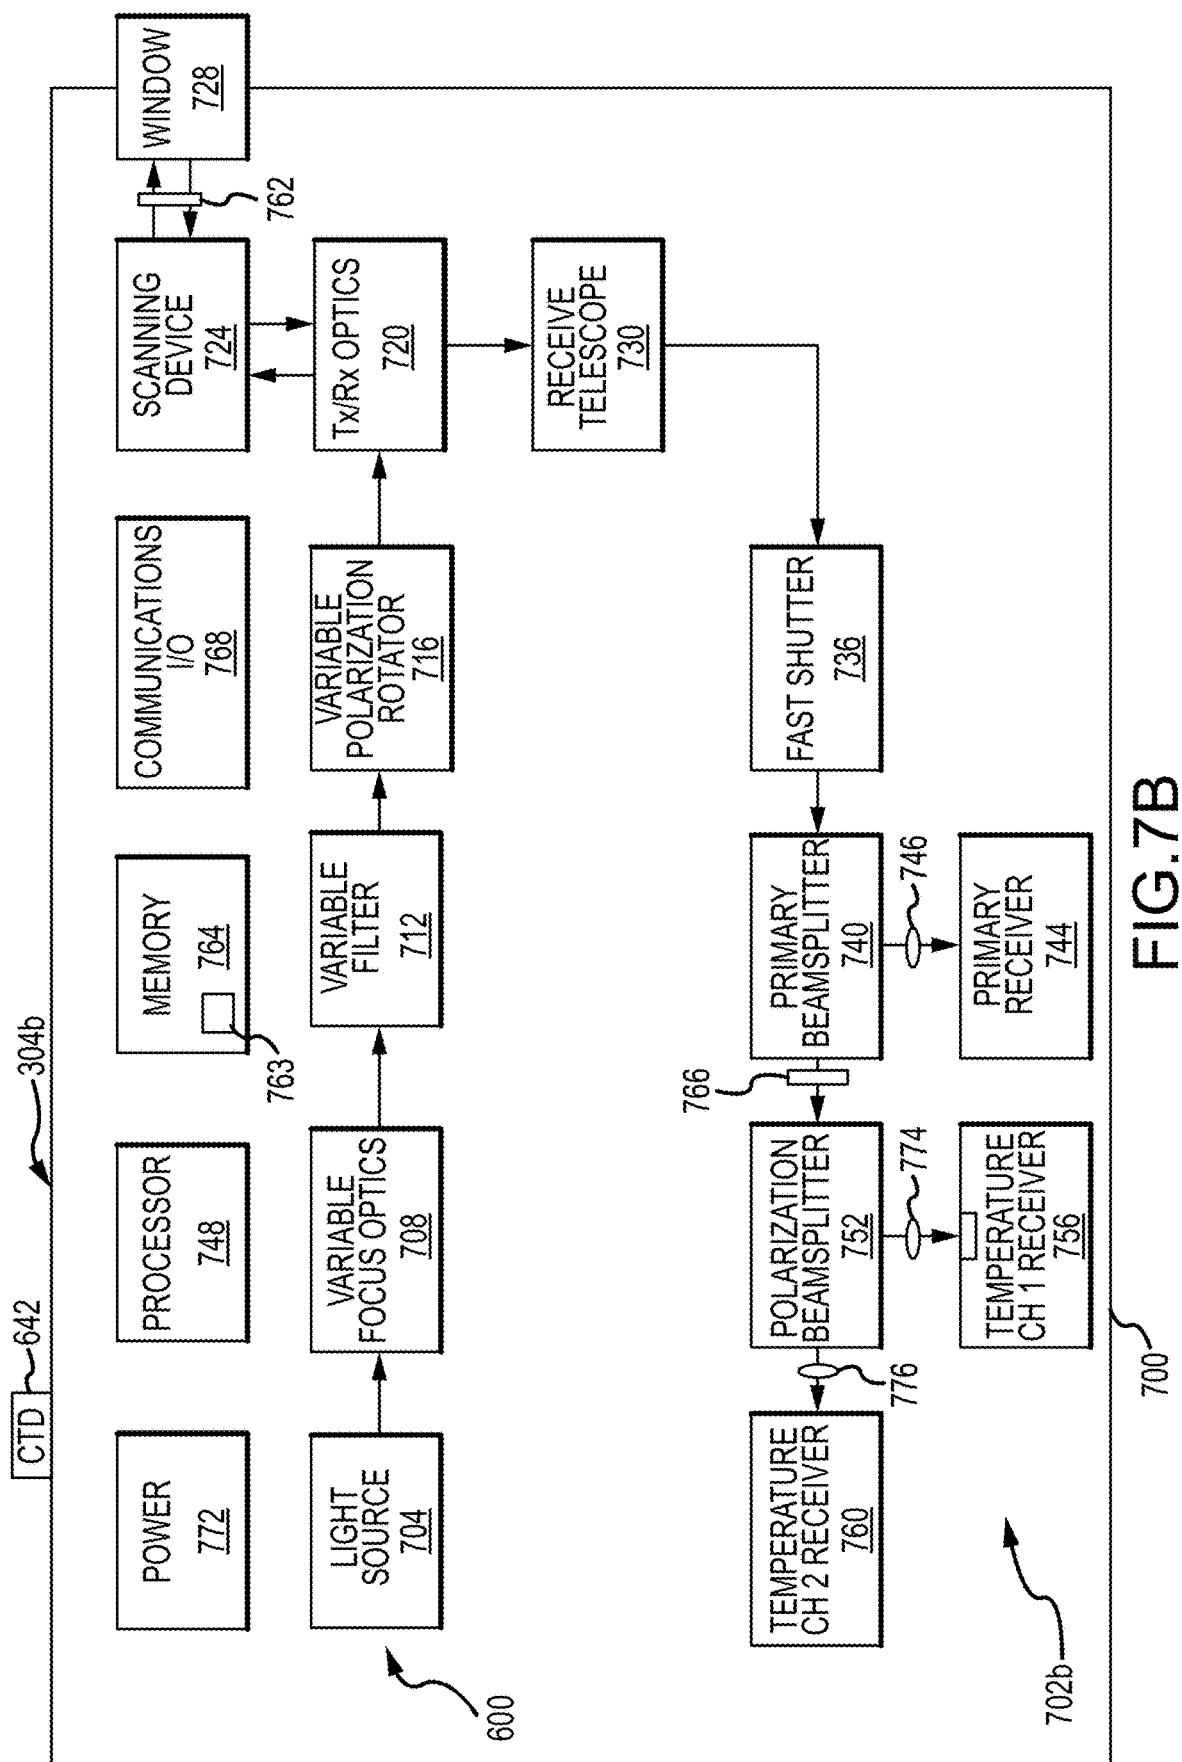 304b
CTD
642
POWER
772
PROCESSOR
748
MEMORY
764
763
COMMUNICATIONS
I/O
768
SCANNING
DEVICE
724
762
WINDOW
728
600
LIGHT
SOURCE
704
VARIABLE
FOCUS OPTICS
708
VARIABLE
FILTER
712
VARIABLE
POLARIZATION
ROTATOR
716
Tx/Rx OPTICS
720
RECEIVE
TELESCOPE
730
TEMPERATURE
CH 2 RECEIVER
760
776
POLARIZATION
BEAMSPLITTER
752
766
PRIMARY
BEAMSPLITTER
740
FAST SHUTTER
736
774
746
TEMPERATURE
CH 1 RECEIVER
756
PRIMARY
RECEIVER
744
702b
700
FIG.7B